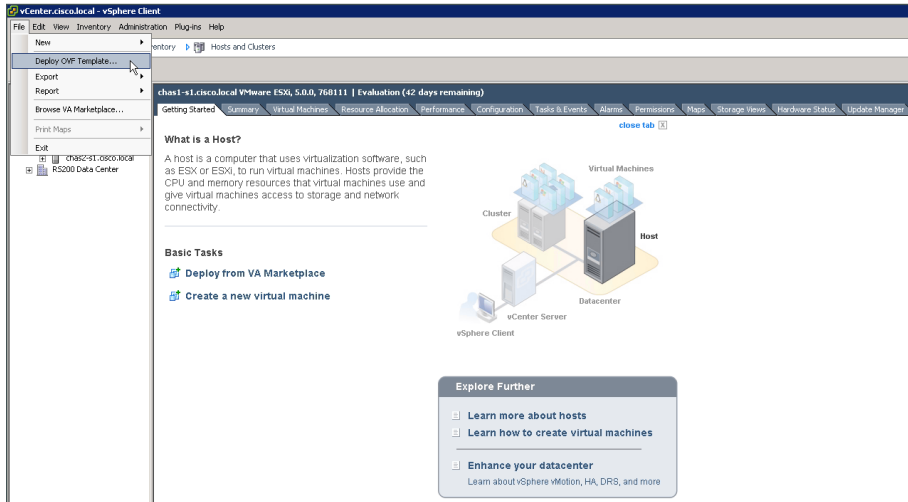 vCenter.cisco.local - vSphere Client
File Edit View Inventory Administration Plug-ins Help
New
Deploy OVF Template...
Export
Report
Browse VA Marketplace...
Print Maps
Exit
entory Hosts and Clusters
chas2-s1.cisco.local
RS200 Data Center
chas1-s1.cisco.local VMware ESXi, 5.0.0, 768111 | Evaluation (42 days remaining)
Getting Started Summary Virtual Machines Resource Allocation Performance Configuration Tasks & Events Alarms Permissions Maps Storage Views Hardware Status Update Manager
close tab
What is a Host?
A host is a computer that uses virtualization software, such
as ESX or ESXi, to run virtual machines. Hosts provide the
CPU and memory resources that virtual machines use and
give virtual machines access to storage and network
connectivity.
Basic Tasks
Deploy from VA Marketplace
Create a new virtual machine
Virtual Machines
Cluster
Host
Datacenter
vCenter Server
vSphere Client
Explore Further
Learn more about hosts
Learn how to create virtual machines
Enhance your datacenter
Learn about vSphere vMotion, HA, DRS, and more